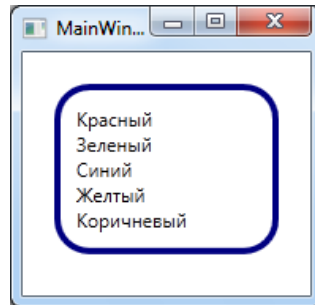 MainWin...
Красный
Зеленый
Синий
Желтый
Коричневый